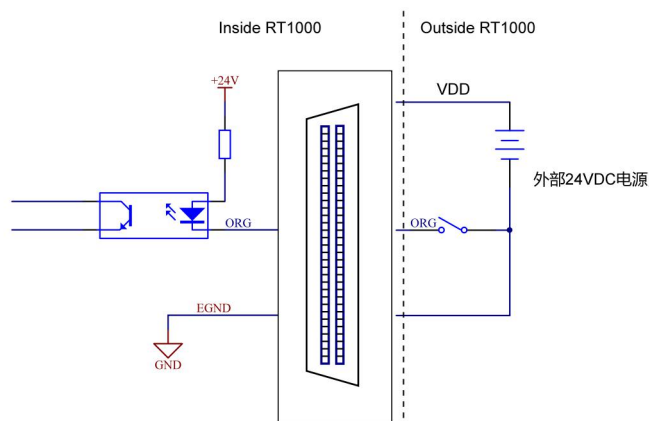 Inside RT1000
Outside RT1000
+24V
VDD
外部24VDC电源
ORG
ORG
EGND
GND